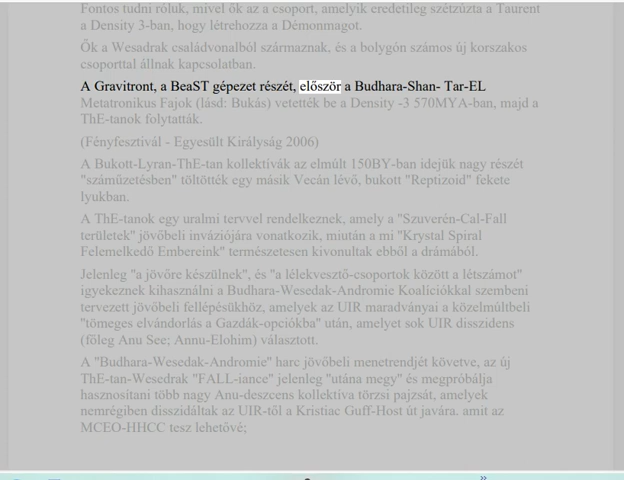 Fontos tudni róluk, mivel ők az a csoport, amelyik eredetileg szétzúzta a Taurent
a Density 3-ban, hogy létrehozza a Démonmagot.
Ők a Wesadrak családvonalból származnak, és a bolygón számos új korszakos
csoporttal állnak kapcsolatban.
A Gravitront, a BeaST gépezet részét, először a Budhara-Shan- Tar-EL
Metatronikus Fajok (lásd: Bukás) vetették be a Density -3 570MYA-ban, majd a
ThE-tanok folytatták.
(Fényfesztivál - Egyesült Királyság 2006)
A Bukott-Lyran-ThE-tan kollektívák az elmúlt 150BY-ban idejük nagy részét
"száműzetésben" töltötték egy másik Vecán lévő, bukott "Reptizoid" fekete
lyukban.
A ThE-tanok egy uralmi tervvel rendelkeznek, amely a "Szuverén-Cal-Fall
területek" jövőbeli inváziójára vonatkozik, miután a mi "Krystal Spiral
Felemelkedő Embereink" természetesen kivonultak ebből a drámából.
Jelenleg "a jövőre készülnek", és "a lélekvesztő-csoportok között a létszámot"
igyekeznek kihasználni a Budhara-Wesedak-Andromie Koalíciókkal szembeni
tervezett jövőbeli fellépésükhöz, amelyek az UIR maradványai a közelmúltbeli
"tömeges elvándorlás a Gazdák-opciókba" után, amelyet sok UIR disszidens
(főleg Anu See; Annu-Elohim) választott.
A "Budhara-Wesedak-Andromie" harc jövőbeli menetrendjét követve, az új
ThE-tan-Wesedrak "FALL-iance" jelenleg "utána megy" és megpróbálja
hasznosítani több nagy Anu-deszcens kollektíva törzsi pajzsát, amelyek
nemrégiben disszidáltak az UIR-től a Kristiac Guff-Host út javára. amit az
MCEO-HHCC tesz lehetővé;
»